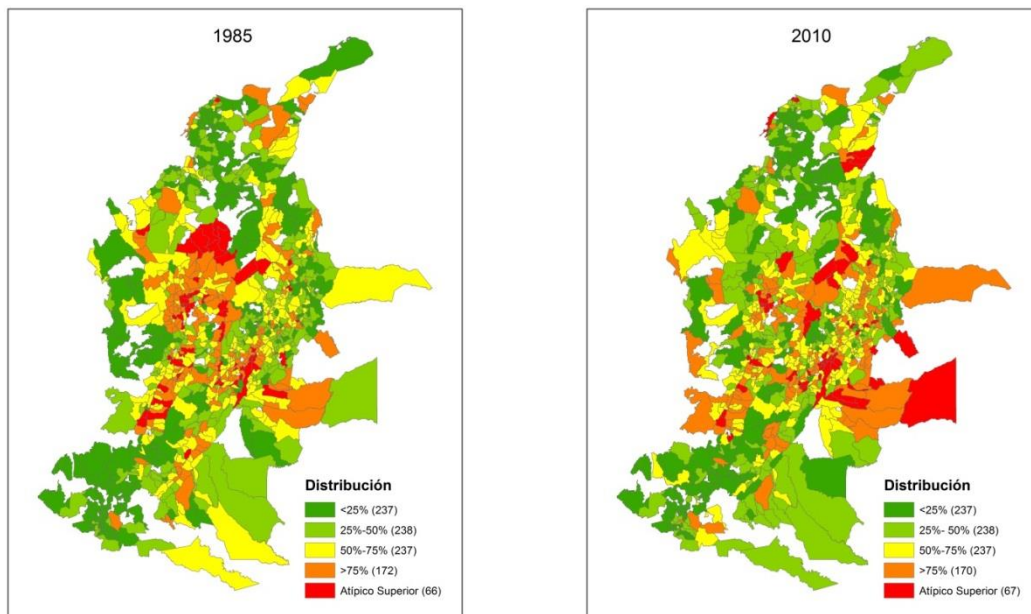 1985
Distribución
<25% (237)
25%-50% (238)
50%-75% (237)
>75% (172)
Atípico Superior (66)
2010
Distribución
<25% (237)
25%- 50% (238)
50%-75% (237)
>75% (170)
Atípico Superior (67)